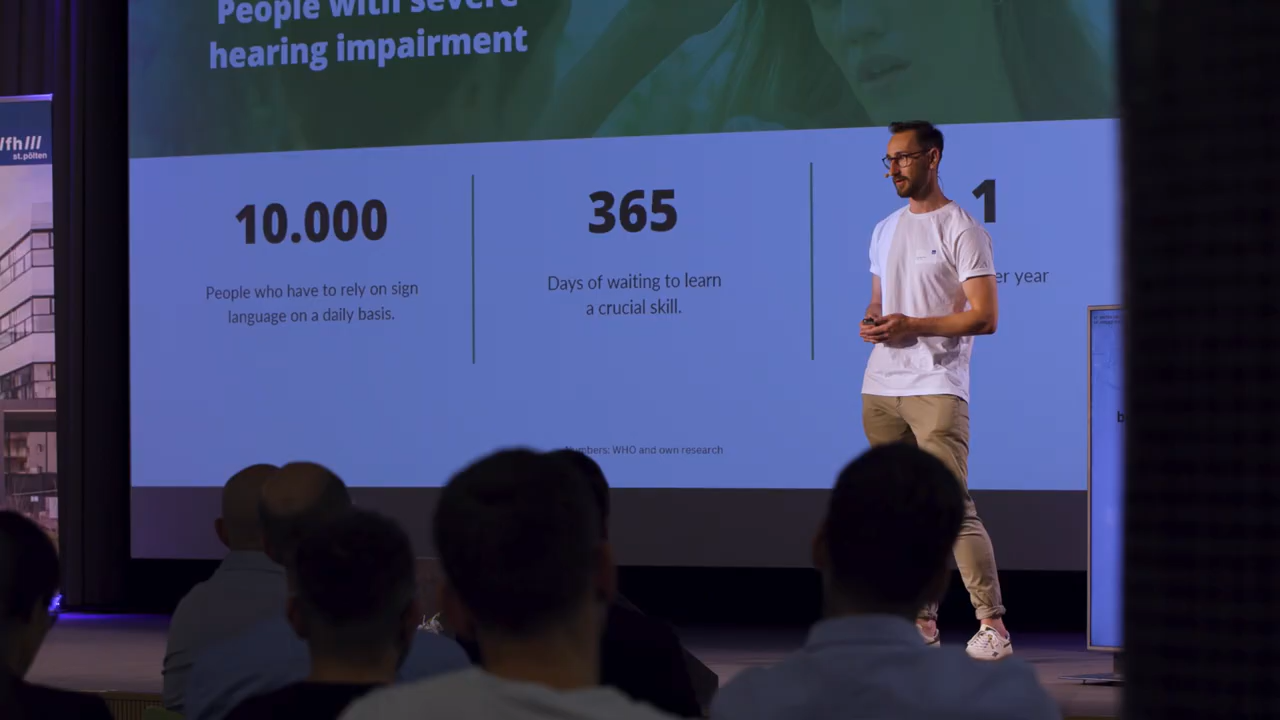 People with severe
hearing impairment
/fh///
st.pölten
10.000
365
1
People who have to rely on sign
language on a daily basis.
Days of waiting to learn
a crucial skill.
er year
Numbers: WHO and own research
b